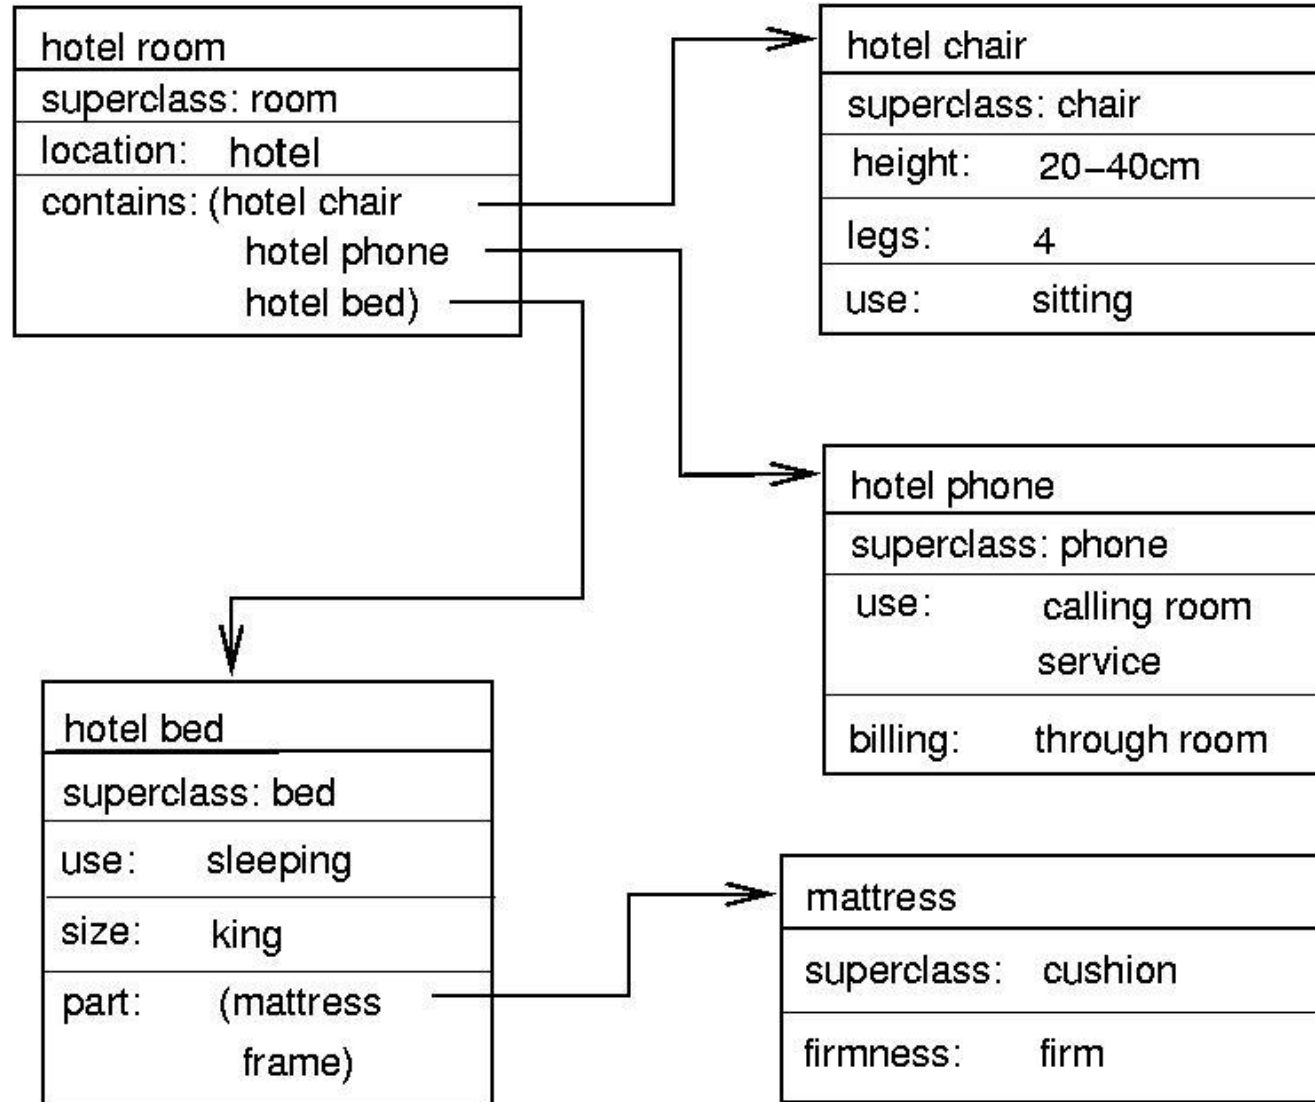 hotel room
superclass: room
location: hotel
contains: (hotel chair
hotel phone
hotel bed)
hotel chair
superclass: chair
height: 20–40cm
legs: 4
use: sitting
hotel phone
superclass: phone
use: calling room
service
billing: through room
hotel bed
superclass: bed
use: sleeping
size: king
part: (mattress
frame)
mattress
superclass: cushion
firmness: firm